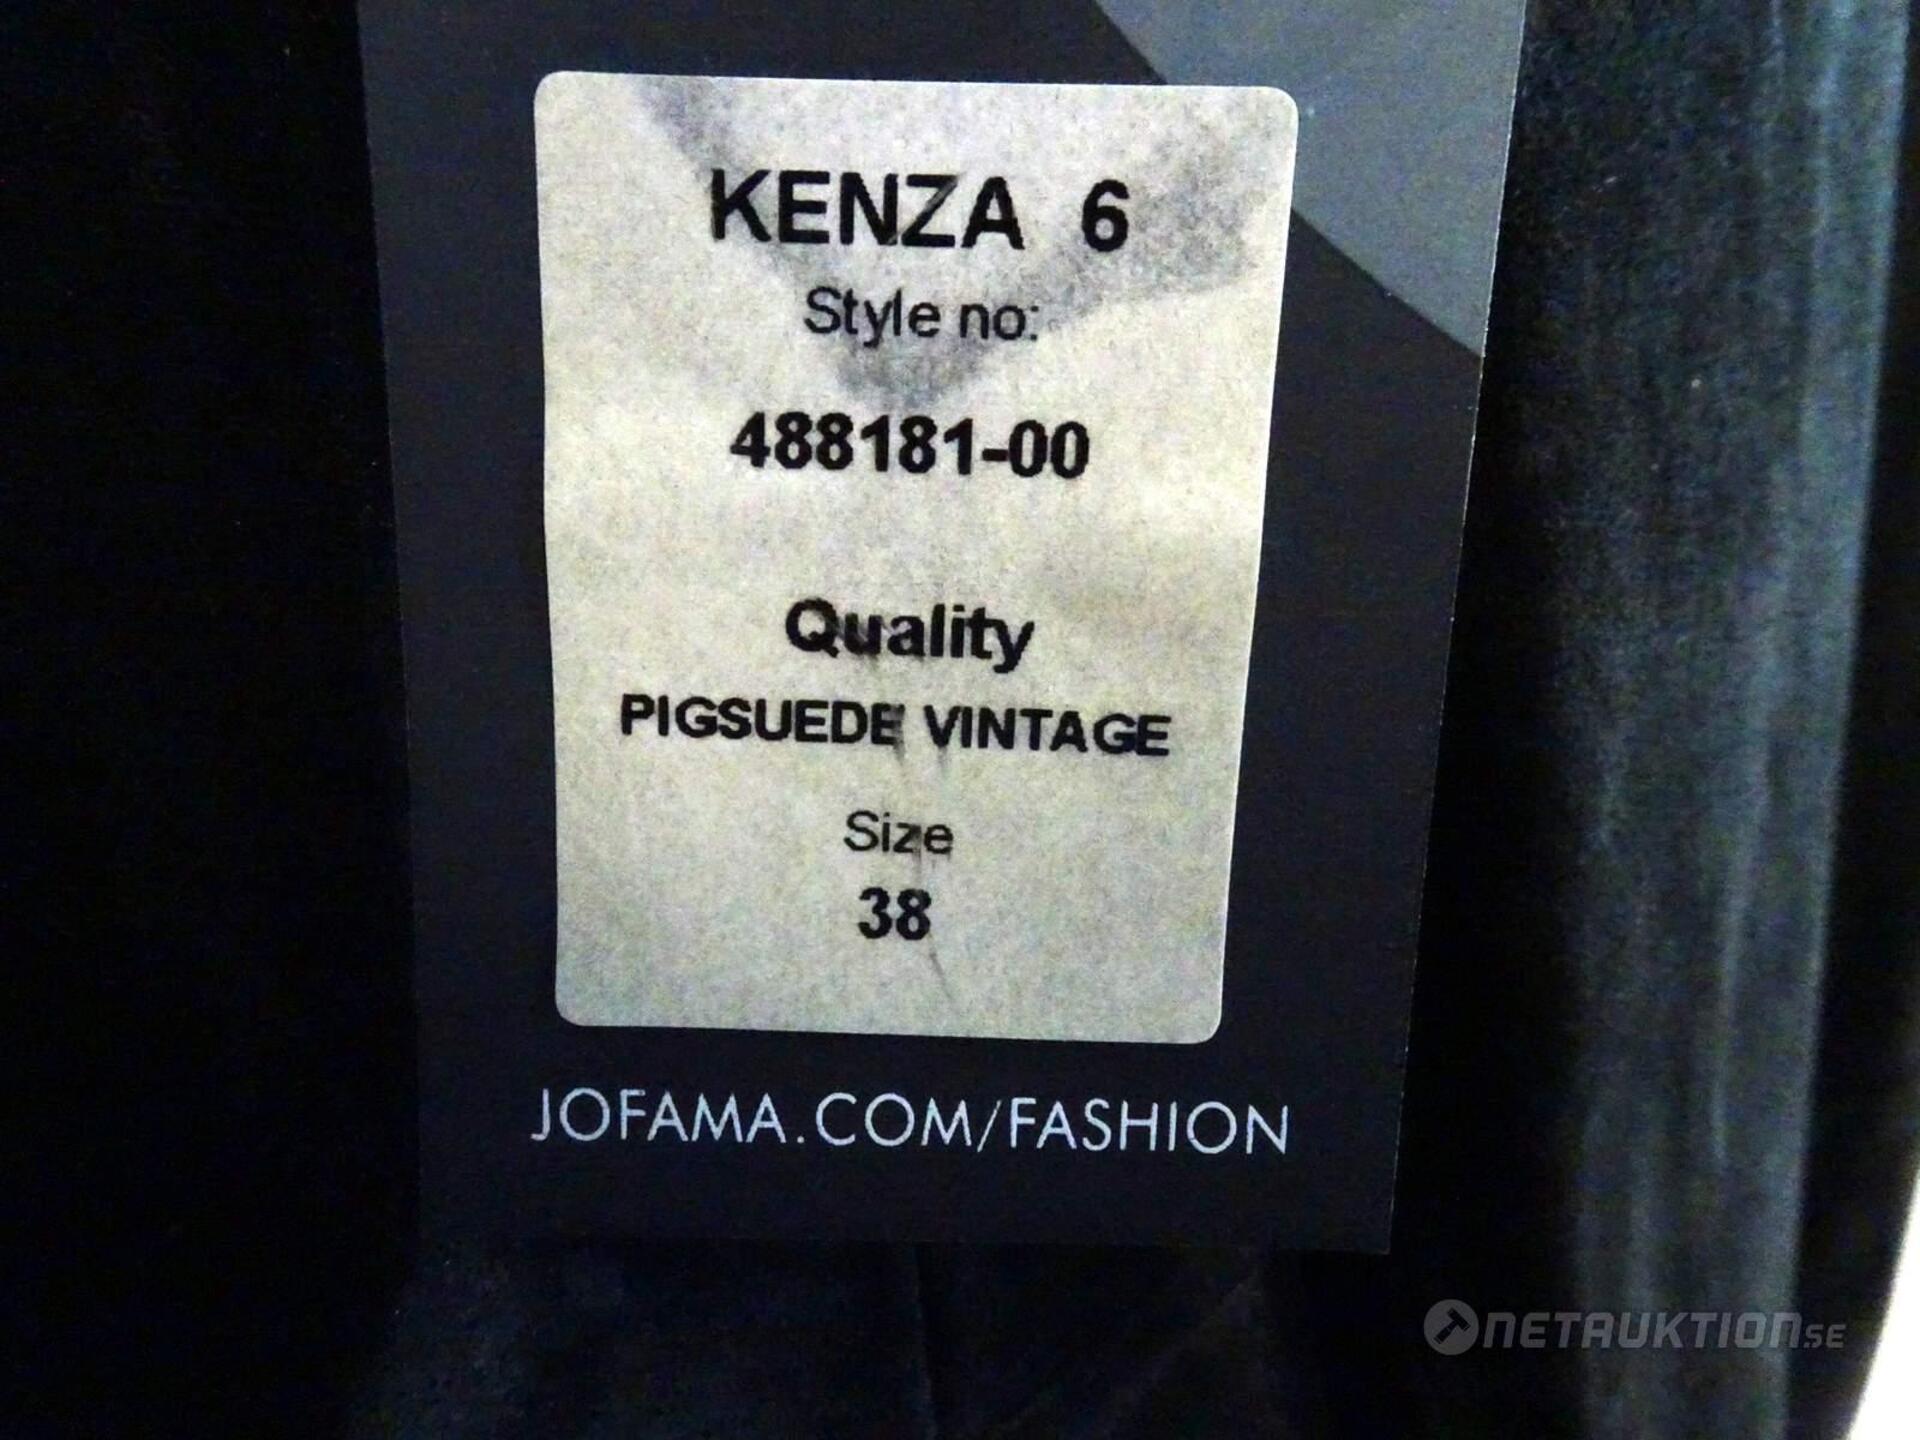 KENZA 6
Style no:
488181-00
Quality
PIGSUEDE VINTAGE
Size
38
JOFAMA.COM/FASHION
NETAUKTION.SE